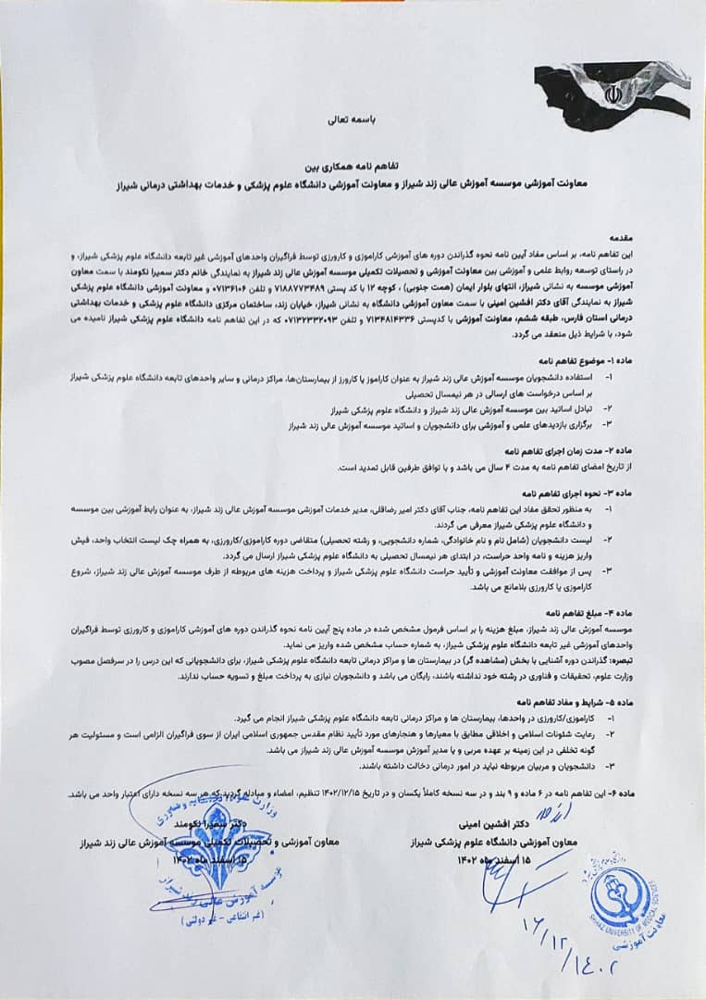 باسمه تعالی
تفاهم نامه همکاری بین
معاونت آموزشی موسسه آموزش عالی زند شیراز و معاونت آموزشی دانشگاه علوم پزشکی و خدمات بهداشتی درمانی شیراز
مقدمه
این تفاهم نامه، بر اساس مفاد آیین نامه نحوه گذراندن دوره های آموزشی کاراموزی و کارورزی توسط فراگیران واحدهای آموزشی غیر تابعه دانشگاه علوم پزشکی شیراز، و
در راستای توسعه روابط علمی و آموزشی بین معاونت آموزشی و تحصیلات تکمیلی موسسه آموزش عالی زند شیراز به نمایندگی خانم دکتر سمیرا نکومند با سمت معاون
آموزشی موسسه به نشانی شیراز، انتهای بلوار ایمان (همت جنوبی) ، کوچه ۱۲ با کد پستی ۷۱۸۸۷۷۳۴۸۹ و تلفن ۰۷۱۳۶۱۰۶ و معاونت آموزشی دانشگاه علوم پزشکی
شیراز به نمایندگی آقای دکتر افشین امینی با سمت معاون آموزشی دانشگاه به نشانی شیراز، خیابان زند، ساختمان مرکزی دانشگاه علوم پزشکی و خدمات بهداشتی
درمانی استان فارس، طبقه ششم، معاونت آموزشی با کدپستی ۷۱۳۴۸۱۴۳۳۶ و تلفن ۰۷۱۳۲۳۳۲۰۹۳ که در این تفاهم نامه دانشگاه علوم پزشکی شیراز نامیده می
شود، با شرایط ذیل منعقد می گردد.
ماده ۱- موضوع تفاهم نامه
۱- استفاده دانشجویان موسسه آموزش عالی زند شیراز به عنوان کاراموز یا کارورز از بیمارستان‌ها، مراکز درمانی و سایر واحدهای تابعه دانشگاه علوم پزشکی شیراز
بر اساس درخواست های ارسالی در هر نیمسال تحصیلی
۲- تبادل اساتید بین موسسه آموزش عالی زند شیراز و دانشگاه علوم پزشکی شیراز
۳- برگزاری بازدیدهای علمی و آموزشی برای دانشجویان و اساتید موسسه آموزش عالی زند شیراز
ماده ۲- مدت زمان اجرای تفاهم نامه
از تاریخ امضای تفاهم نامه به مدت ۴ سال می باشد و با توافق طرفین قابل تمدید است.
ماده ۳- نحوه اجرای تفاهم نامه
۱- به منظور تحقق مفاد این تفاهم نامه، جناب آقای دکتر امیر رضاقلی، مدیر خدمات آموزشی موسسه آموزش عالی زند شیراز، به عنوان رابط آموزشی بین موسسه
و دانشگاه علوم پزشکی شیراز معرفی می گردند.
۲- لیست دانشجویان (شامل نام و نام خانوادگی، شماره دانشجویی، و رشته تحصیلی) متقاضی دوره کاراموزی/کارورزی، به همراه چک لیست انتخاب واحد، فیش
واریز هزینه و نامه واحد حراست، در ابتدای هر نیمسال تحصیلی به دانشگاه علوم پزشکی شیراز ارسال می گردد.
۳- پس از موافقت معاونت آموزشی و تأیید حراست دانشگاه علوم پزشکی شیراز و پرداخت هزینه های مربوطه از طرف موسسه آموزش عالی زند شیراز، شروع
کاراموزی یا کارورزی بلامانع می باشد.
ماده ۴- مبلغ تفاهم نامه
موسسه آموزش عالی زند شیراز، مبلغ هزینه را بر اساس فرمول مشخص شده در ماده پنج آیین نامه نحوه گذراندن دوره های آموزشی کاراموزی و کارورزی توسط فراگیران
واحدهای آموزشی غیر تابعه دانشگاه علوم پزشکی شیراز، به شماره حساب مشخص شده واریز می نماید.
تبصره: گذراندن دوره آشنایی با بخش (مشاهده گر) در بیمارستان ها و مراکز درمانی تابعه دانشگاه علوم پزشکی شیراز، برای دانشجویانی که این درس را در سرفصل مصوب
وزارت علوم، تحقیقات و فناوری در رشته خود نداشته باشند، رایگان می باشد و دانشجویان نیازی به پرداخت مبلغ و تسویه حساب ندارند.
ماده ۵- شرایط و مفاد تفاهم نامه
۱- کاراموزی/کارورزی در واحدها، بیمارستان ها و مراکز درمانی تابعه دانشگاه علوم پزشکی شیراز انجام می گیرد.
۲- رعایت شئونات اسلامی و اخلاقی مطابق با معیارها و هنجارهای مورد تأیید نظام مقدس جمهوری اسلامی ایران از سوی فراگیران الزامی است و مسئولیت هر
گونه تخلفی در این زمینه بر عهده مربی و یا مدیر آموزش موسسه آموزش عالی زند شیراز می باشد.
۳- دانشجویان و مربیان مربوطه نباید در امور درمانی دخالت داشته باشند.
ماده ۶- این تفاهم نامه در ۶ ماده و ۹ بند و در سه نسخه کاملاً یکسان و در تاریخ ۱۴۰۲/۱۲/۱۵ تنظیم، امضاء و مبادله گردید که هر سه نسخه دارای اعتبار واحد می باشد.
دکتر افشین امینی
معاون آموزشی دانشگاه علوم پزشکی شیراز
۱۵ اسفند ماه ۱۴۰۲
دکتر سمیرا نکومند
معاون آموزشی و تحصیلات تکمیلی موسسه آموزش عالی زند شیراز
۱۵ اسفند ماه ۱۴۰۲
موسسه آموزش عالی زند شیراز
(غیر انتفاعی - غیر دولتی)
SHIRAZ UNIVERSITY OF MEDICAL SCIENCES
معاونت آموزشی
۱۶/۱۲/۱۴۰۲